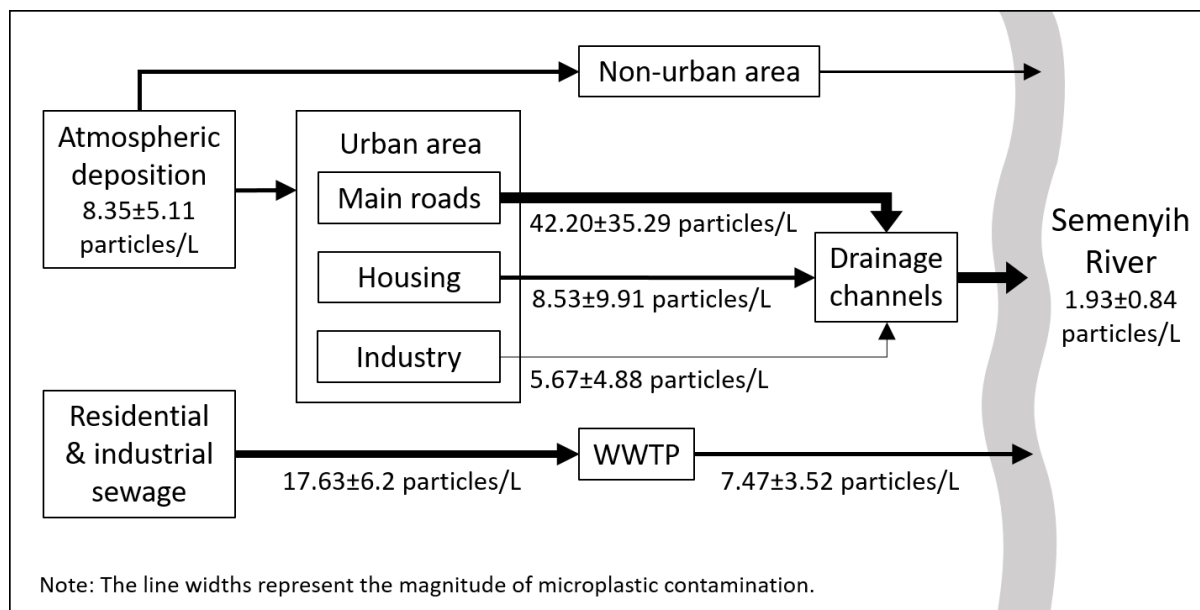 Non-urban area
Atmospheric
deposition
8.35±5.11
particles/L
Urban area
Main roads
42.20±35.29 particles/L
Housing
8.53±9.91 particles/L
Industry
5.67±4.88 particles/L
Drainage
channels
Semenyih
River
1.93±0.84
particles/L
Residential
& industrial
sewage
17.63±6.2 particles/L
WWTP
7.47±3.52 particles/L
Note: The line widths represent the magnitude of microplastic contamination.